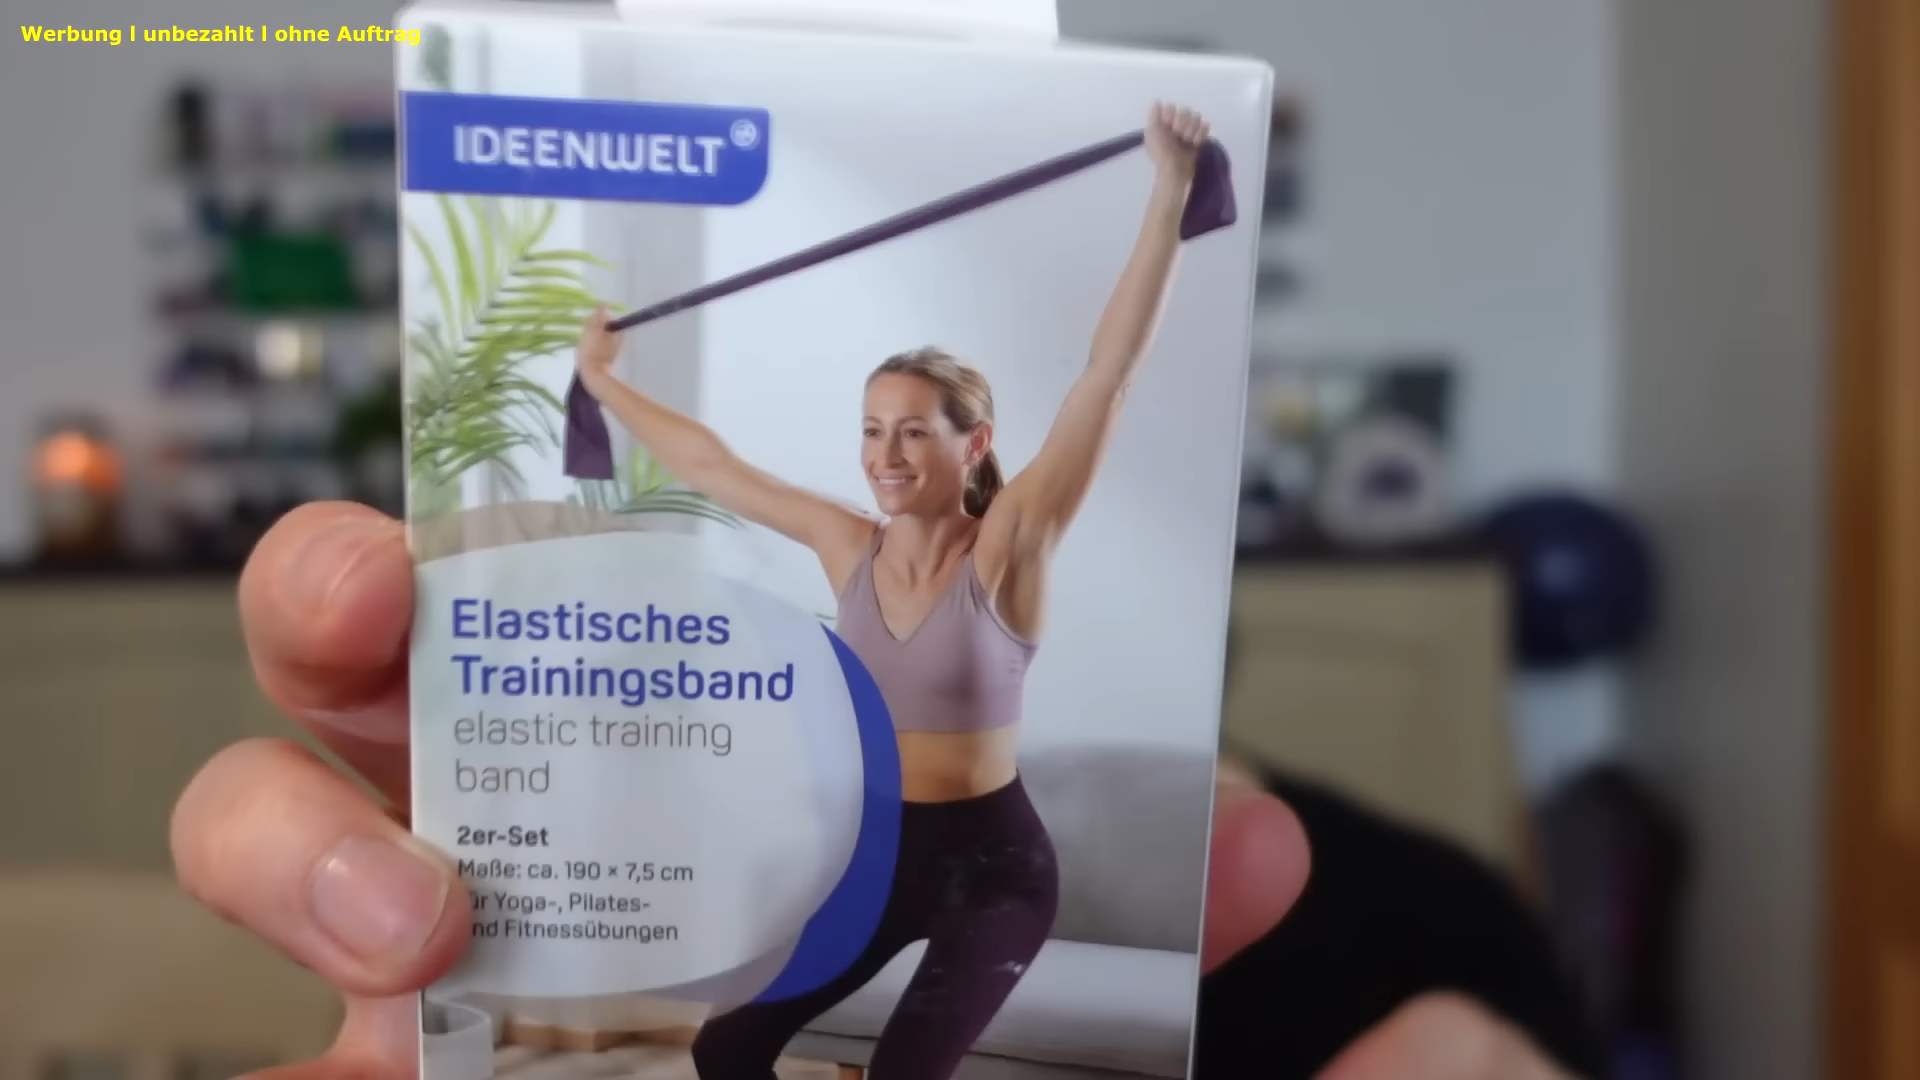 Werbung l unbezahlt l ohne Auftrag
IDEENWELT
Elastisches
Trainingsband
elastic training
band
2er-Set
Maße: ca. 190 × 7,5 cm
Yoga-, Pilates-
Fitnessübungen